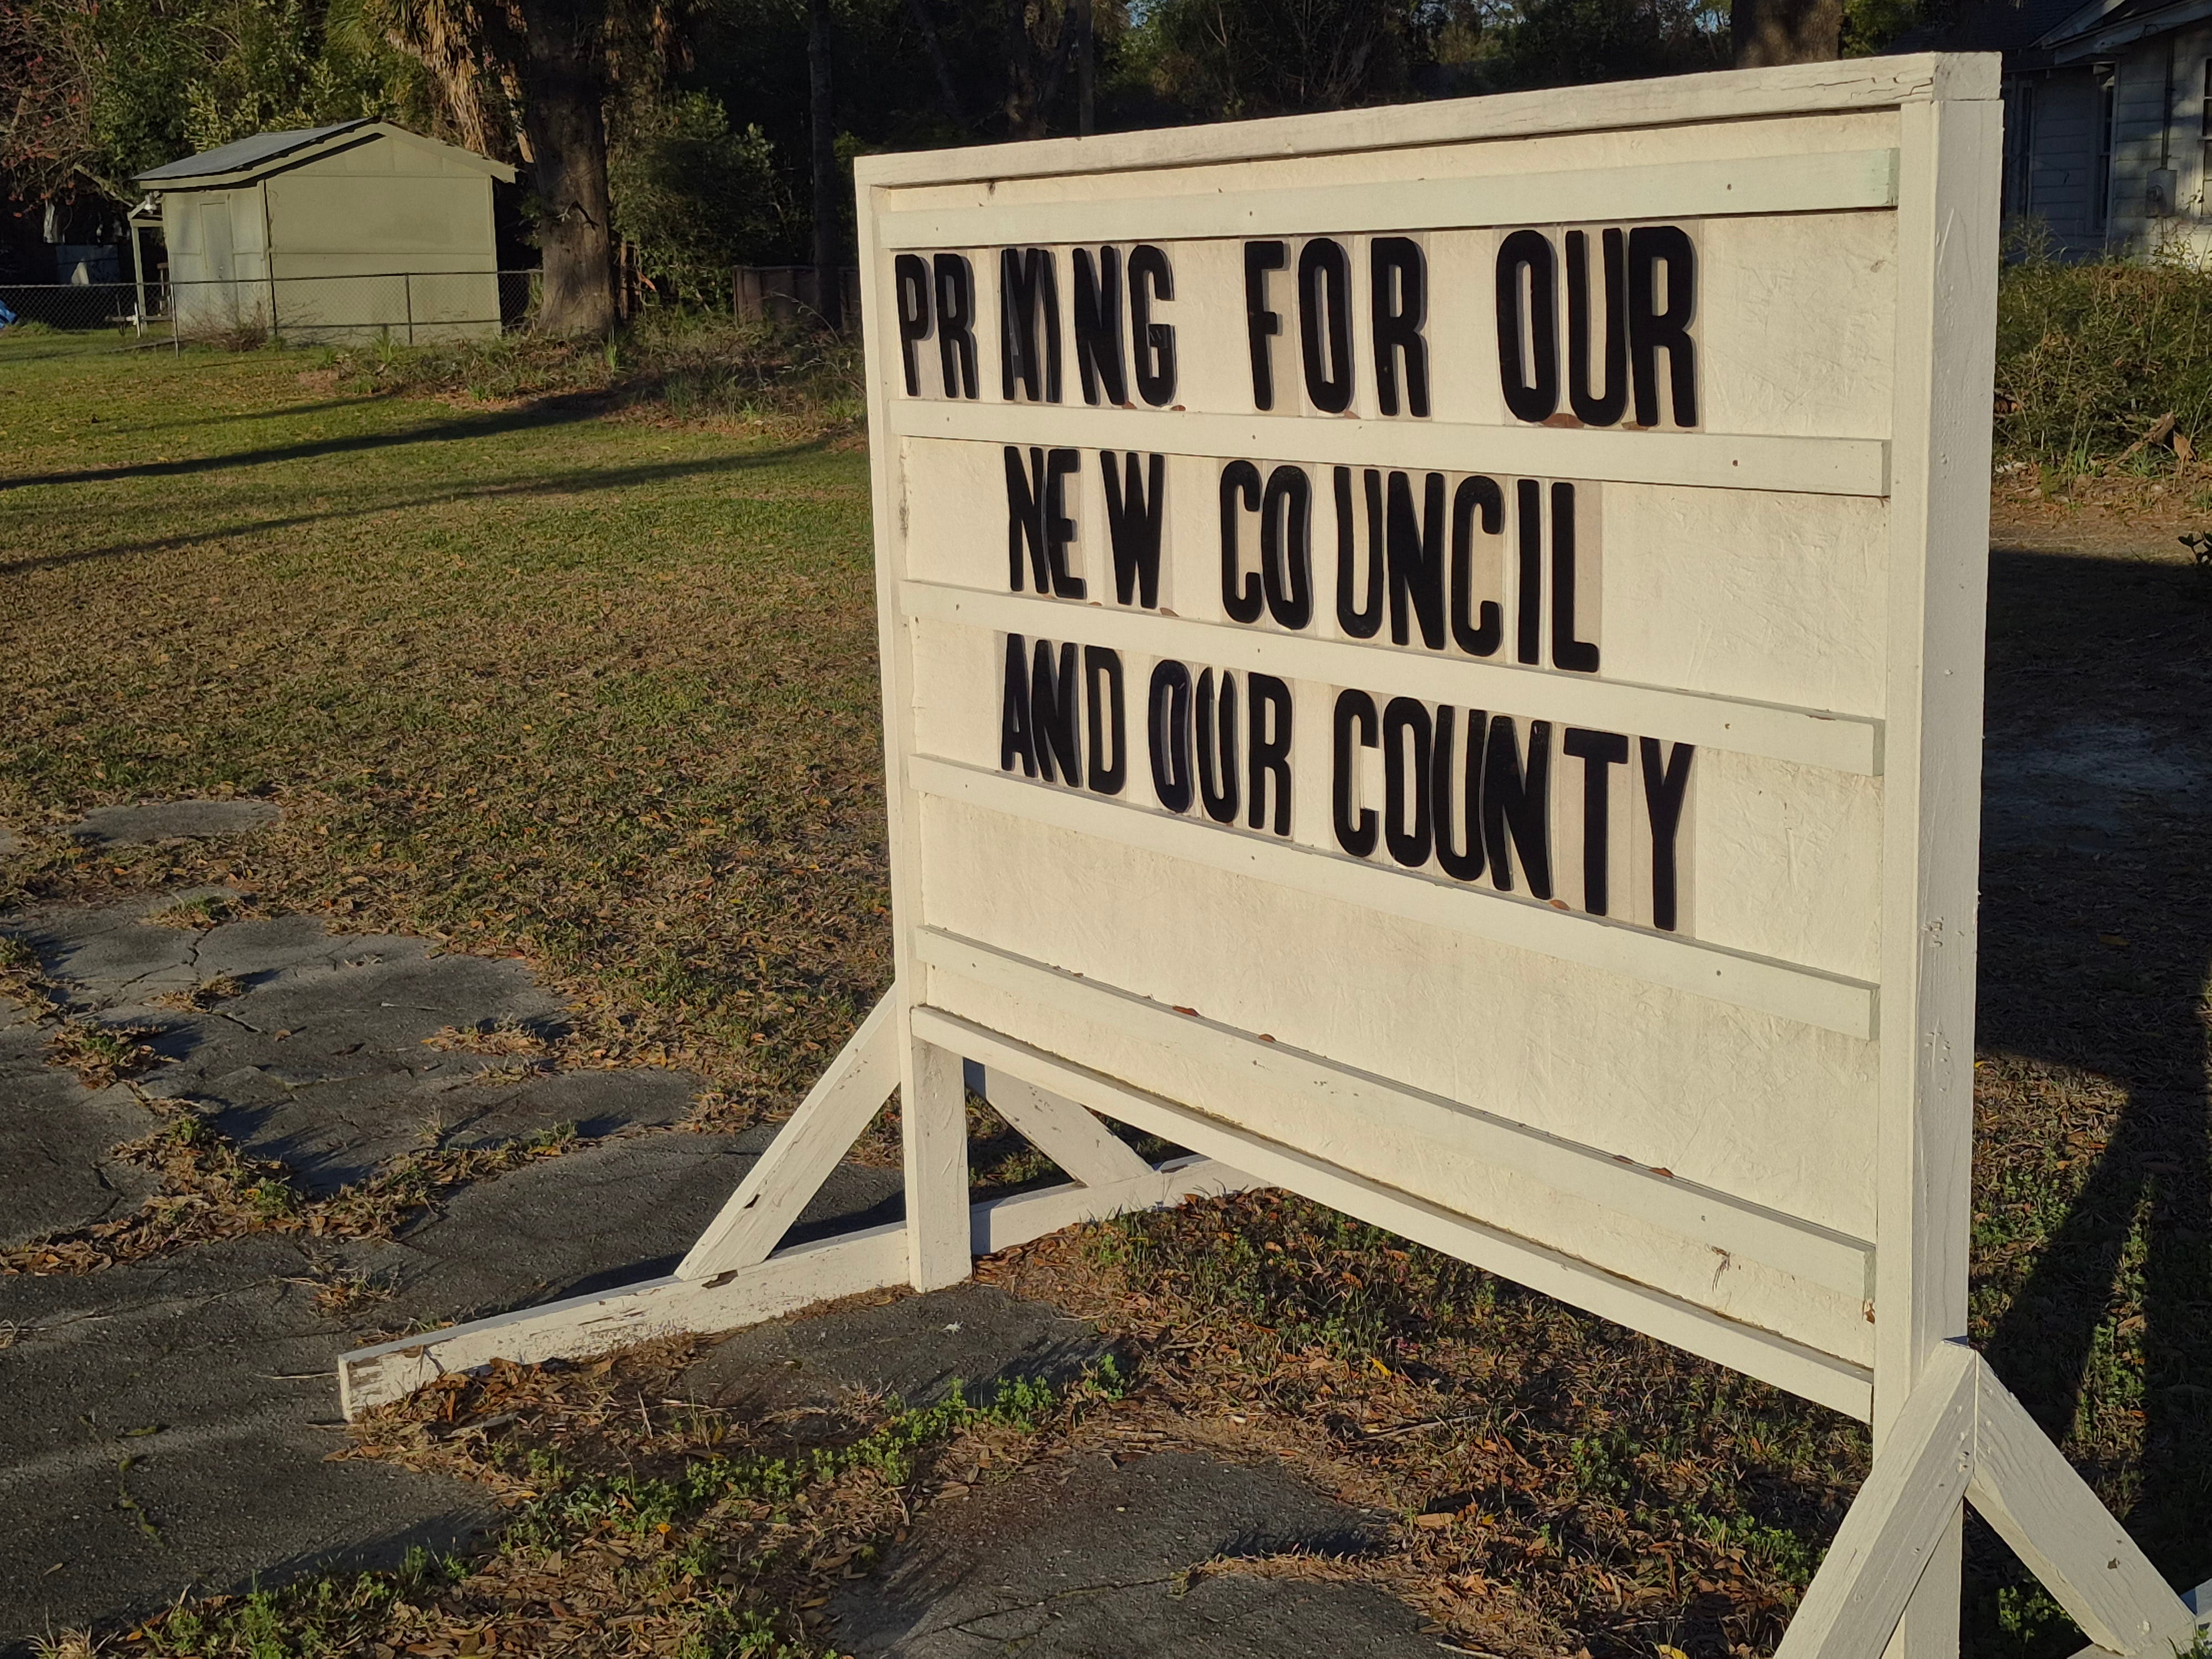 PRAYING FOR OUR
NEW COUNCIL
AND OUR COUNTY